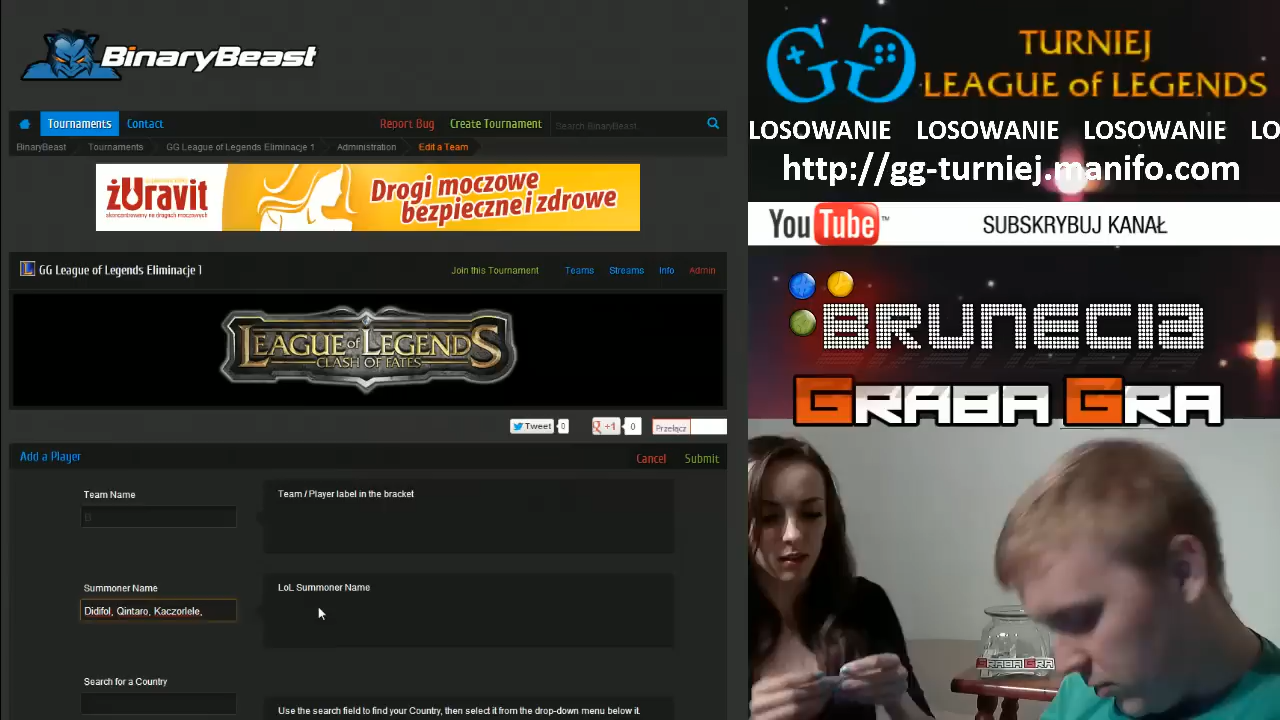 BinaryBeast
Tournaments
Contact
Report Bug
Create Tournament
Search BinaryBeast
BinaryBeast
Tournaments
GG League of Legends Eliminacje 1
Administration
Edit a Team
żUravit
Drogi moczowe
bezpieczne i zdrowe
GG League of Legends Eliminacje 1
Join this Tournament
Teams
Streams
Info
Admin
LEAGUE of LEGENDS
CLASH OF FATES
Tweet
0
+1
0
Przełącz
Add a Player
Cancel
Submit
Team Name
Team / Player label in the bracket
Summoner Name
LoL Summoner Name
Didifol, Qintaro, Kaczorlele,
Search for a Country
Use the search field to find your Country, then select it from the drop-down menu below it.
GG
TURNIEJ
LEAGUE of LEGENDS
LOSOWANIE LOSOWANIE LOSOWANIE LO
http://gg-turniej.manifo.com
YouTube™
SUBSKRYBUJ KANAŁ
BRUNECIA
GRABA GRA
GRABA GRA